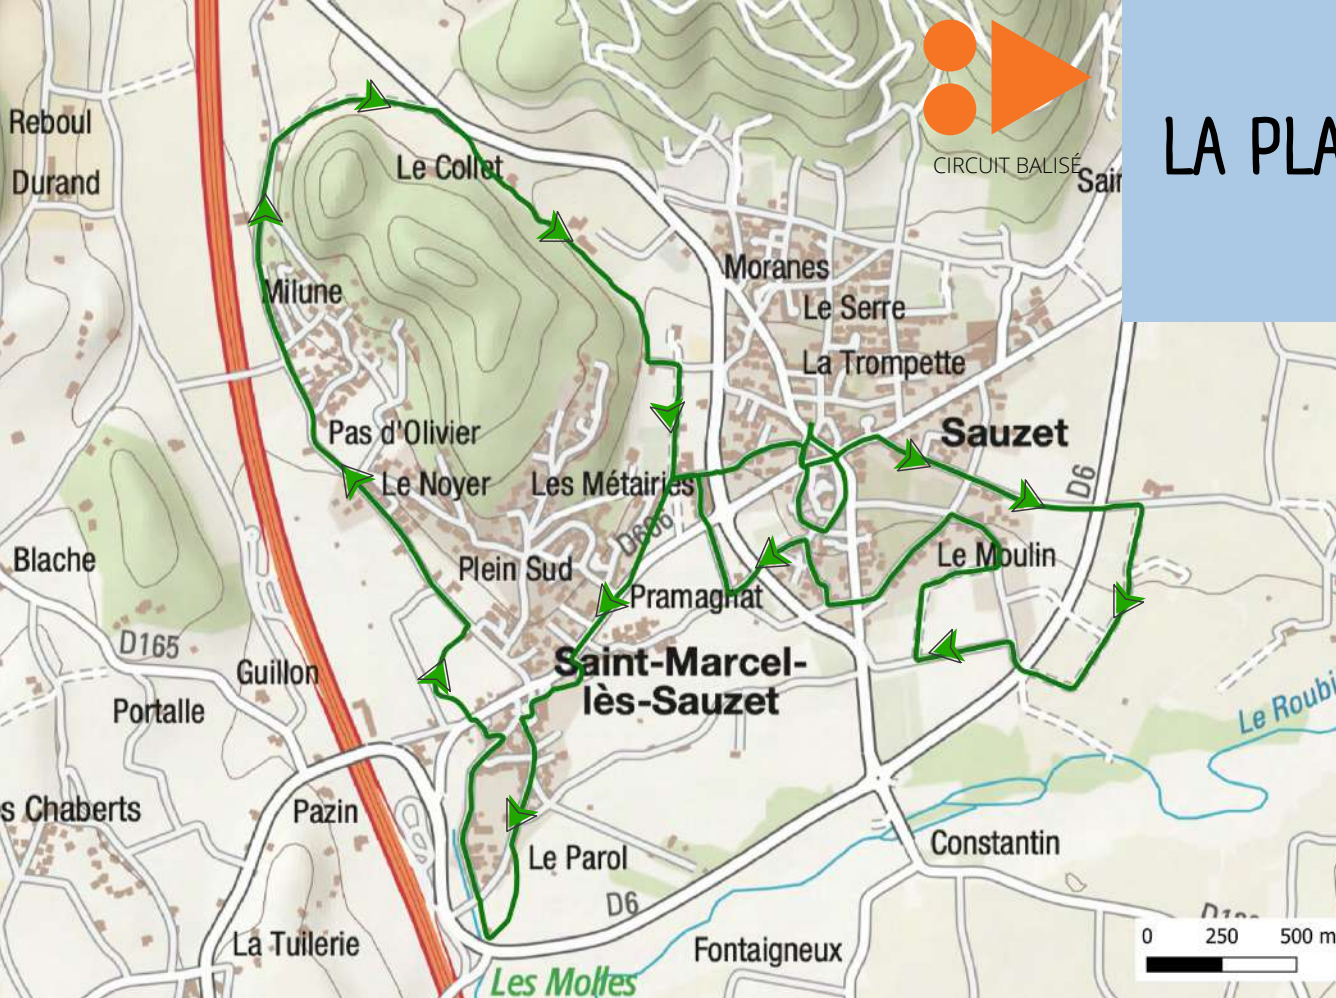 Reboul
Durand
Le Collet
CIRCUIT BALISÉ
LA PLA
Sair
Moranes
Milune
Le Serre
La Trompette
Pas d'Olivier
Sauzet
Le Noyer
Les Métairies
D6
D606
Blache
Plein Sud
Le Moulin
Pramagnat
D165
Guillon
Saint-Marcel-
lès-Sauzet
Portalle
Le Roubi
s Chaberts
Pazin
Le Parol
Constantin
D6
La Tuilerie
Fontaigneux
Les Molles
0 250 500 m